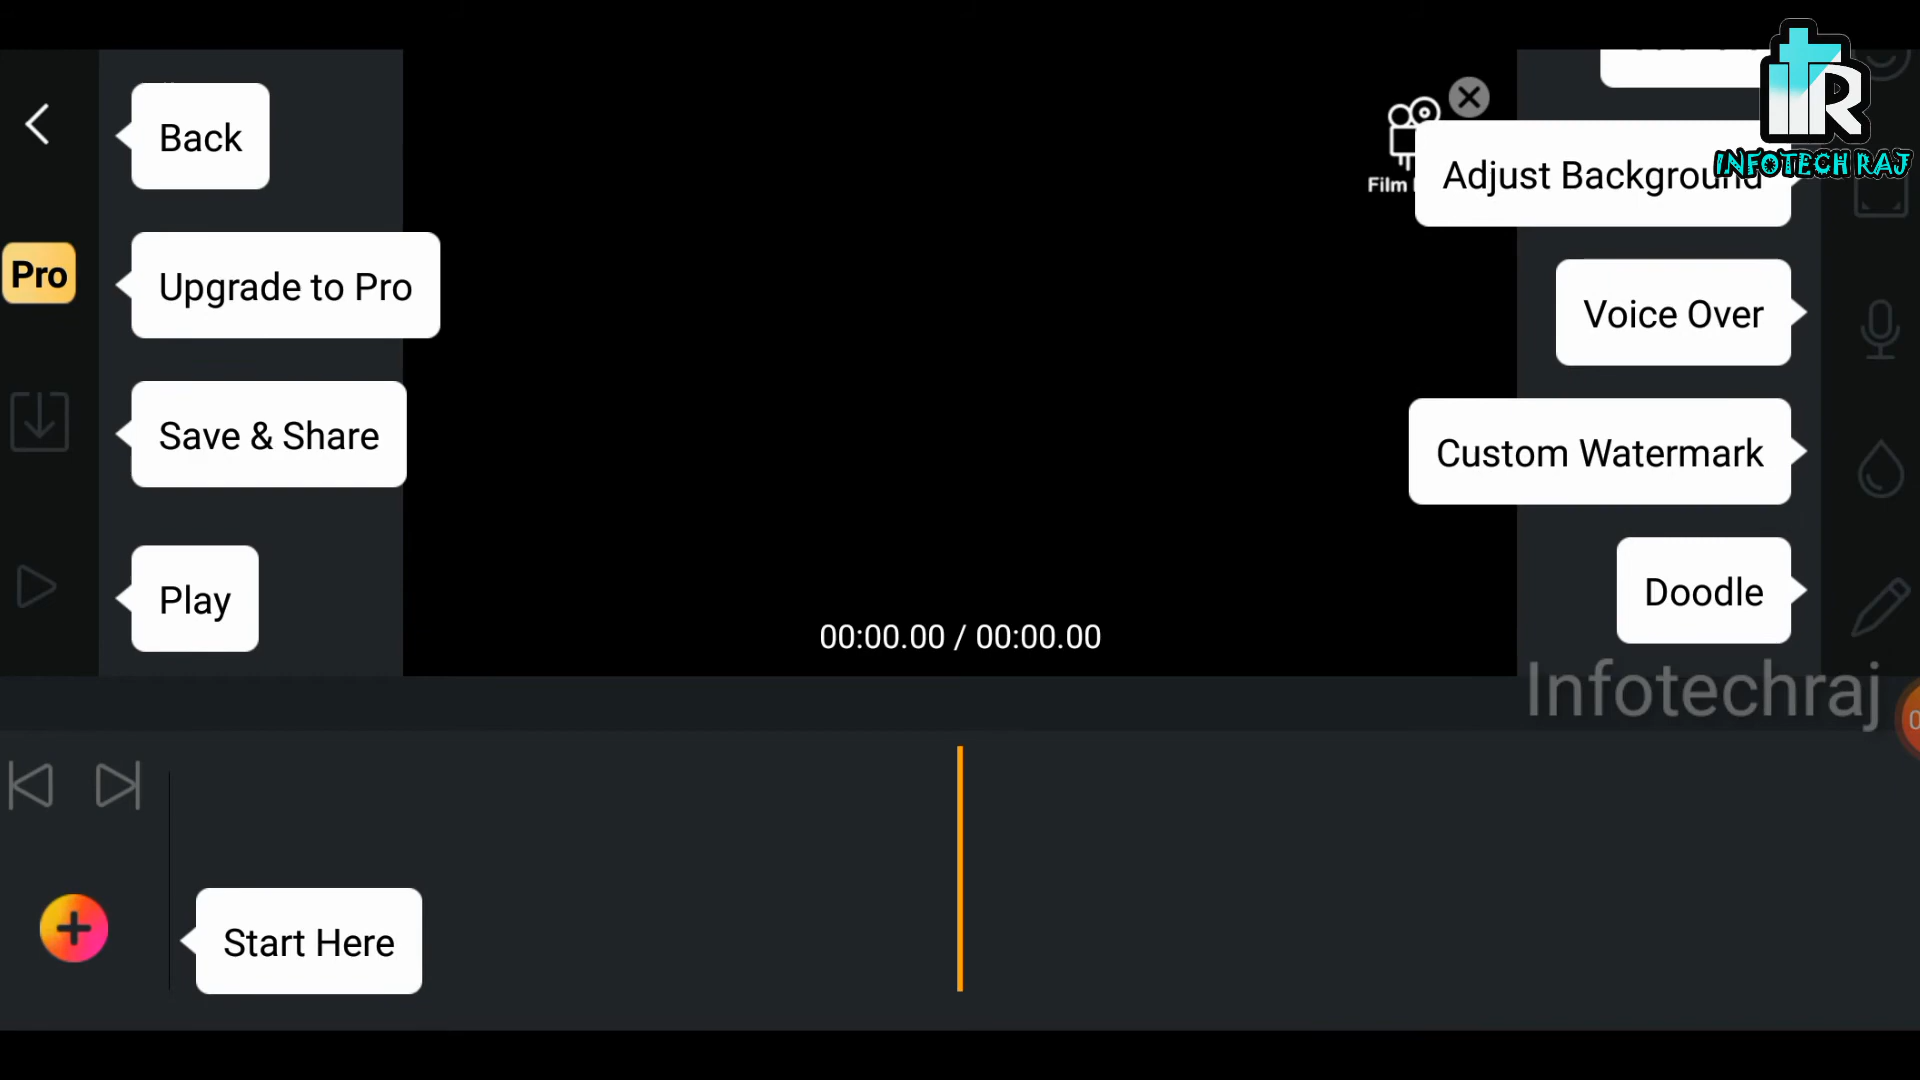 Back
INFOTECH RAJ
Film
Adjust Background
Pro
Upgrade to Pro
Voice Over
Save & Share
Custom Watermark
Play
Doodle
00:00.00 / 00:00.00
Infotechraj
Start Here